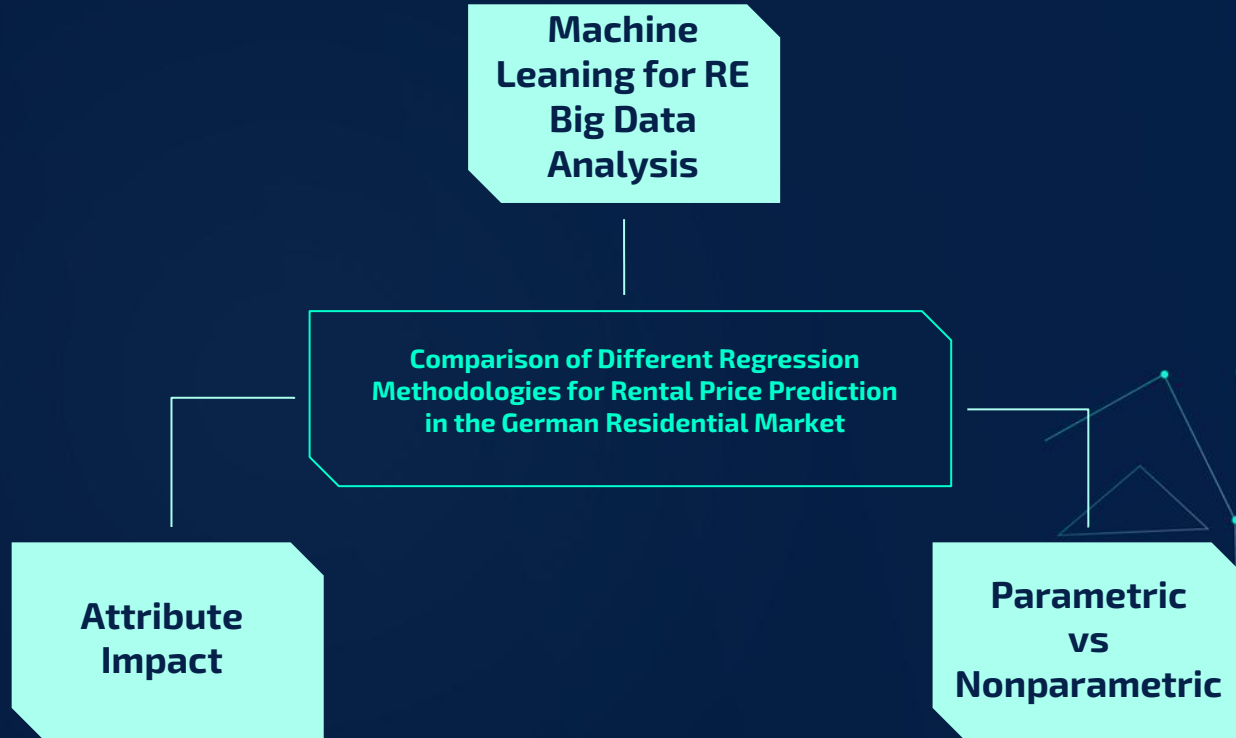 Machine
Leaning for RE
Big Data
Analysis
Comparison of Different Regression
Methodologies for Rental Price Prediction
in the German Residential Market
Attribute
Impact
Parametric
vs
Nonparametric